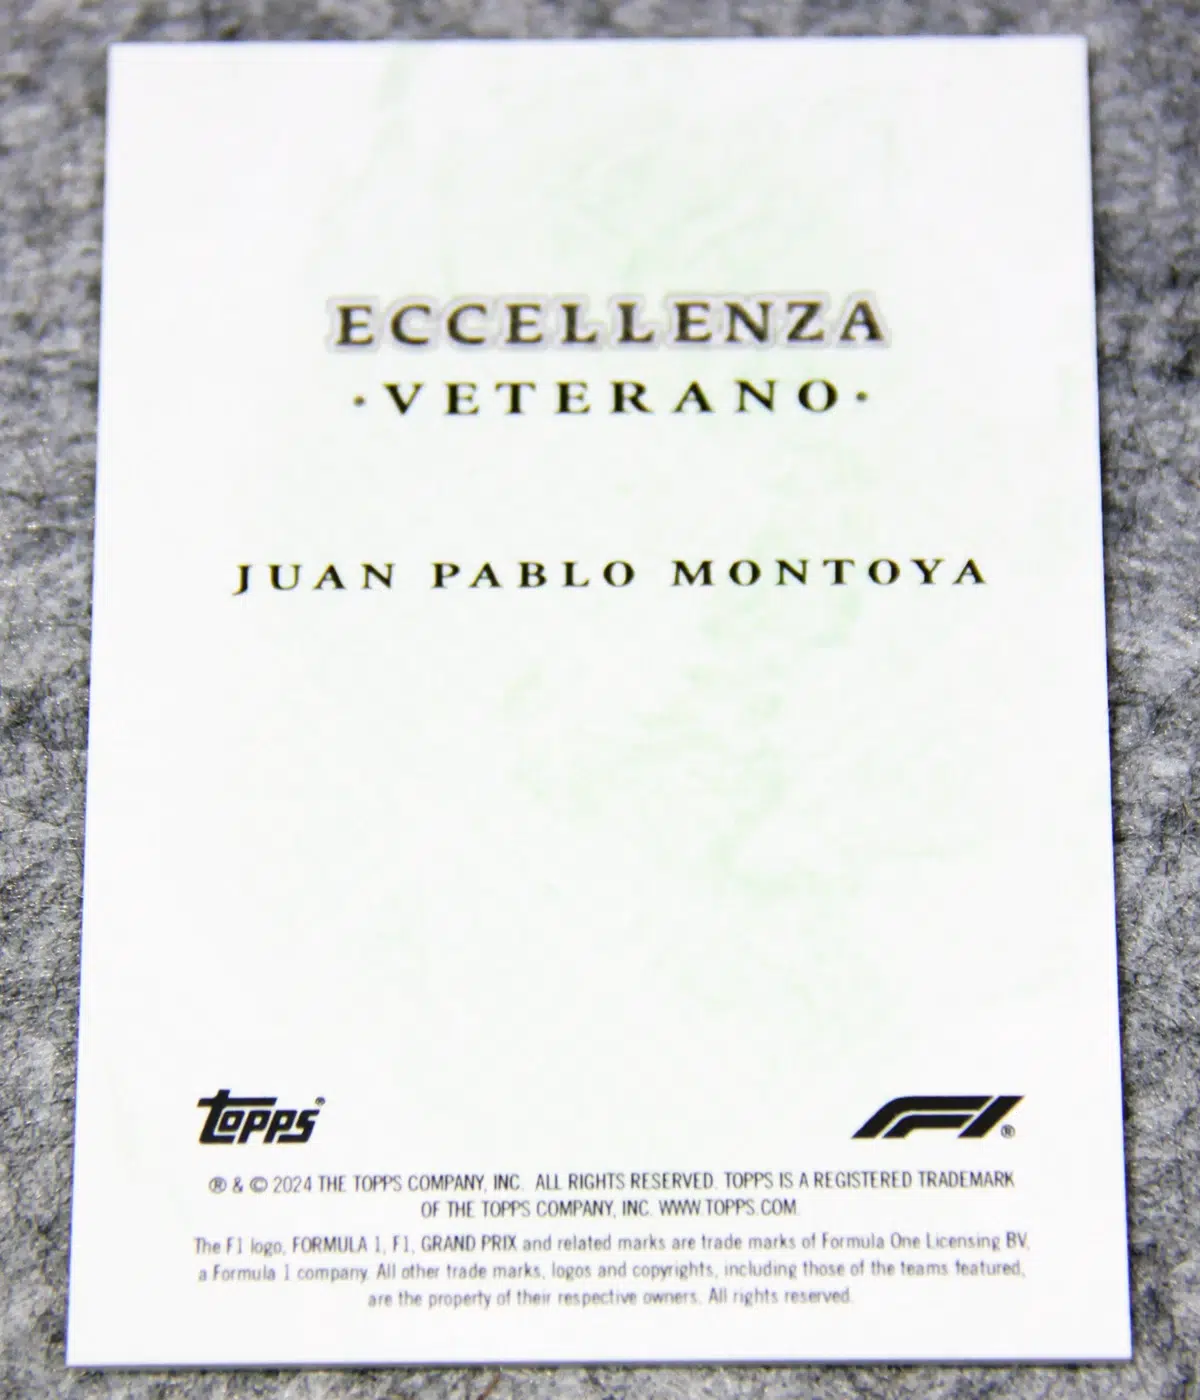 ECCELLENZA
·VETERANO·
JUAN PABLO MONTOYA
Topps®
F1®
® & © 2024 THE TOPPS COMPANY, INC. ALL RIGHTS RESERVED. TOPPS IS A REGISTERED TRADEMARK
OF THE TOPPS COMPANY, INC. WWW.TOPPS.COM.
The F1 logo, FORMULA 1, F1, GRAND PRIX and related marks are trade marks of Formula One Licensing BV,
a Formula 1 company. All other trade marks, logos and copyrights, including those of the teams featured,
are the property of their respective owners. All rights reserved.